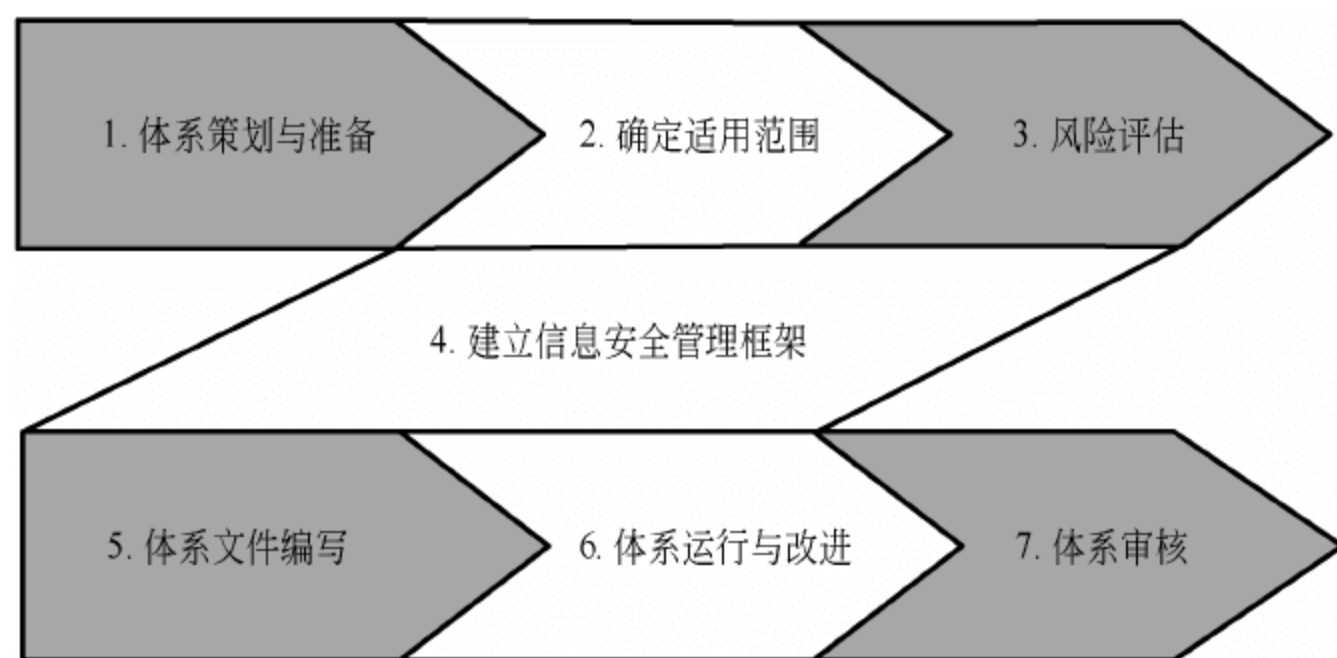 1. 体系策划与准备
2. 确定适用范围
3. 风险评估
4. 建立信息安全管理框架
5. 体系文件编写
6. 体系运行与改进
7. 体系审核